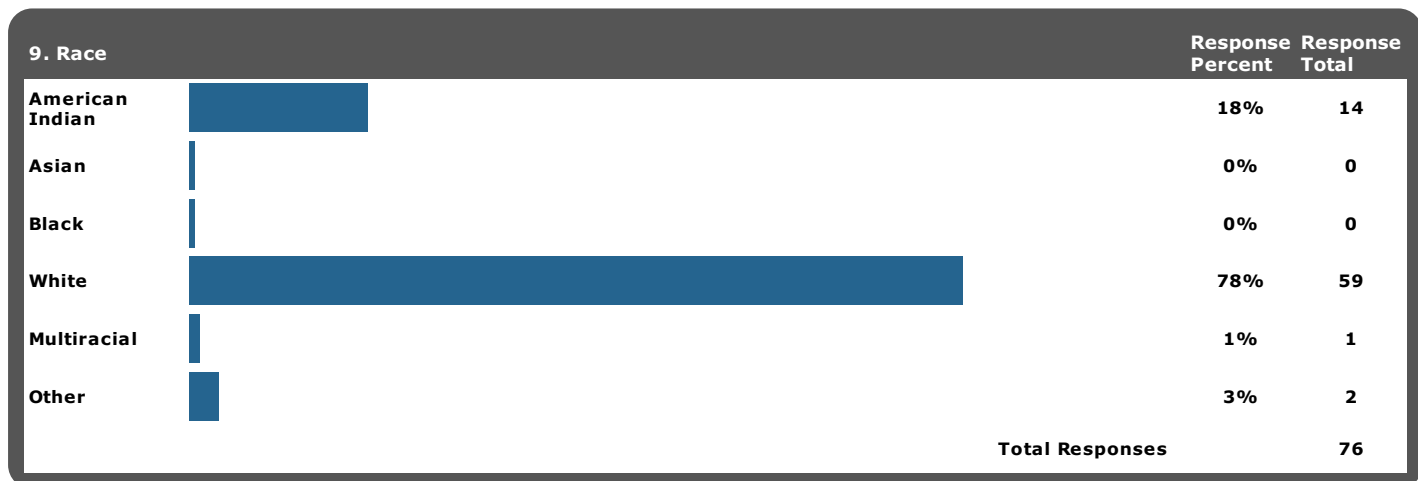 9. Race
Response Response
Percent Total
American
Indian
18% 14
Asian 0% 0
Black 0% 0
White 78% 59
Multiracial 1% 1
Other 3% 2
Total Responses 76